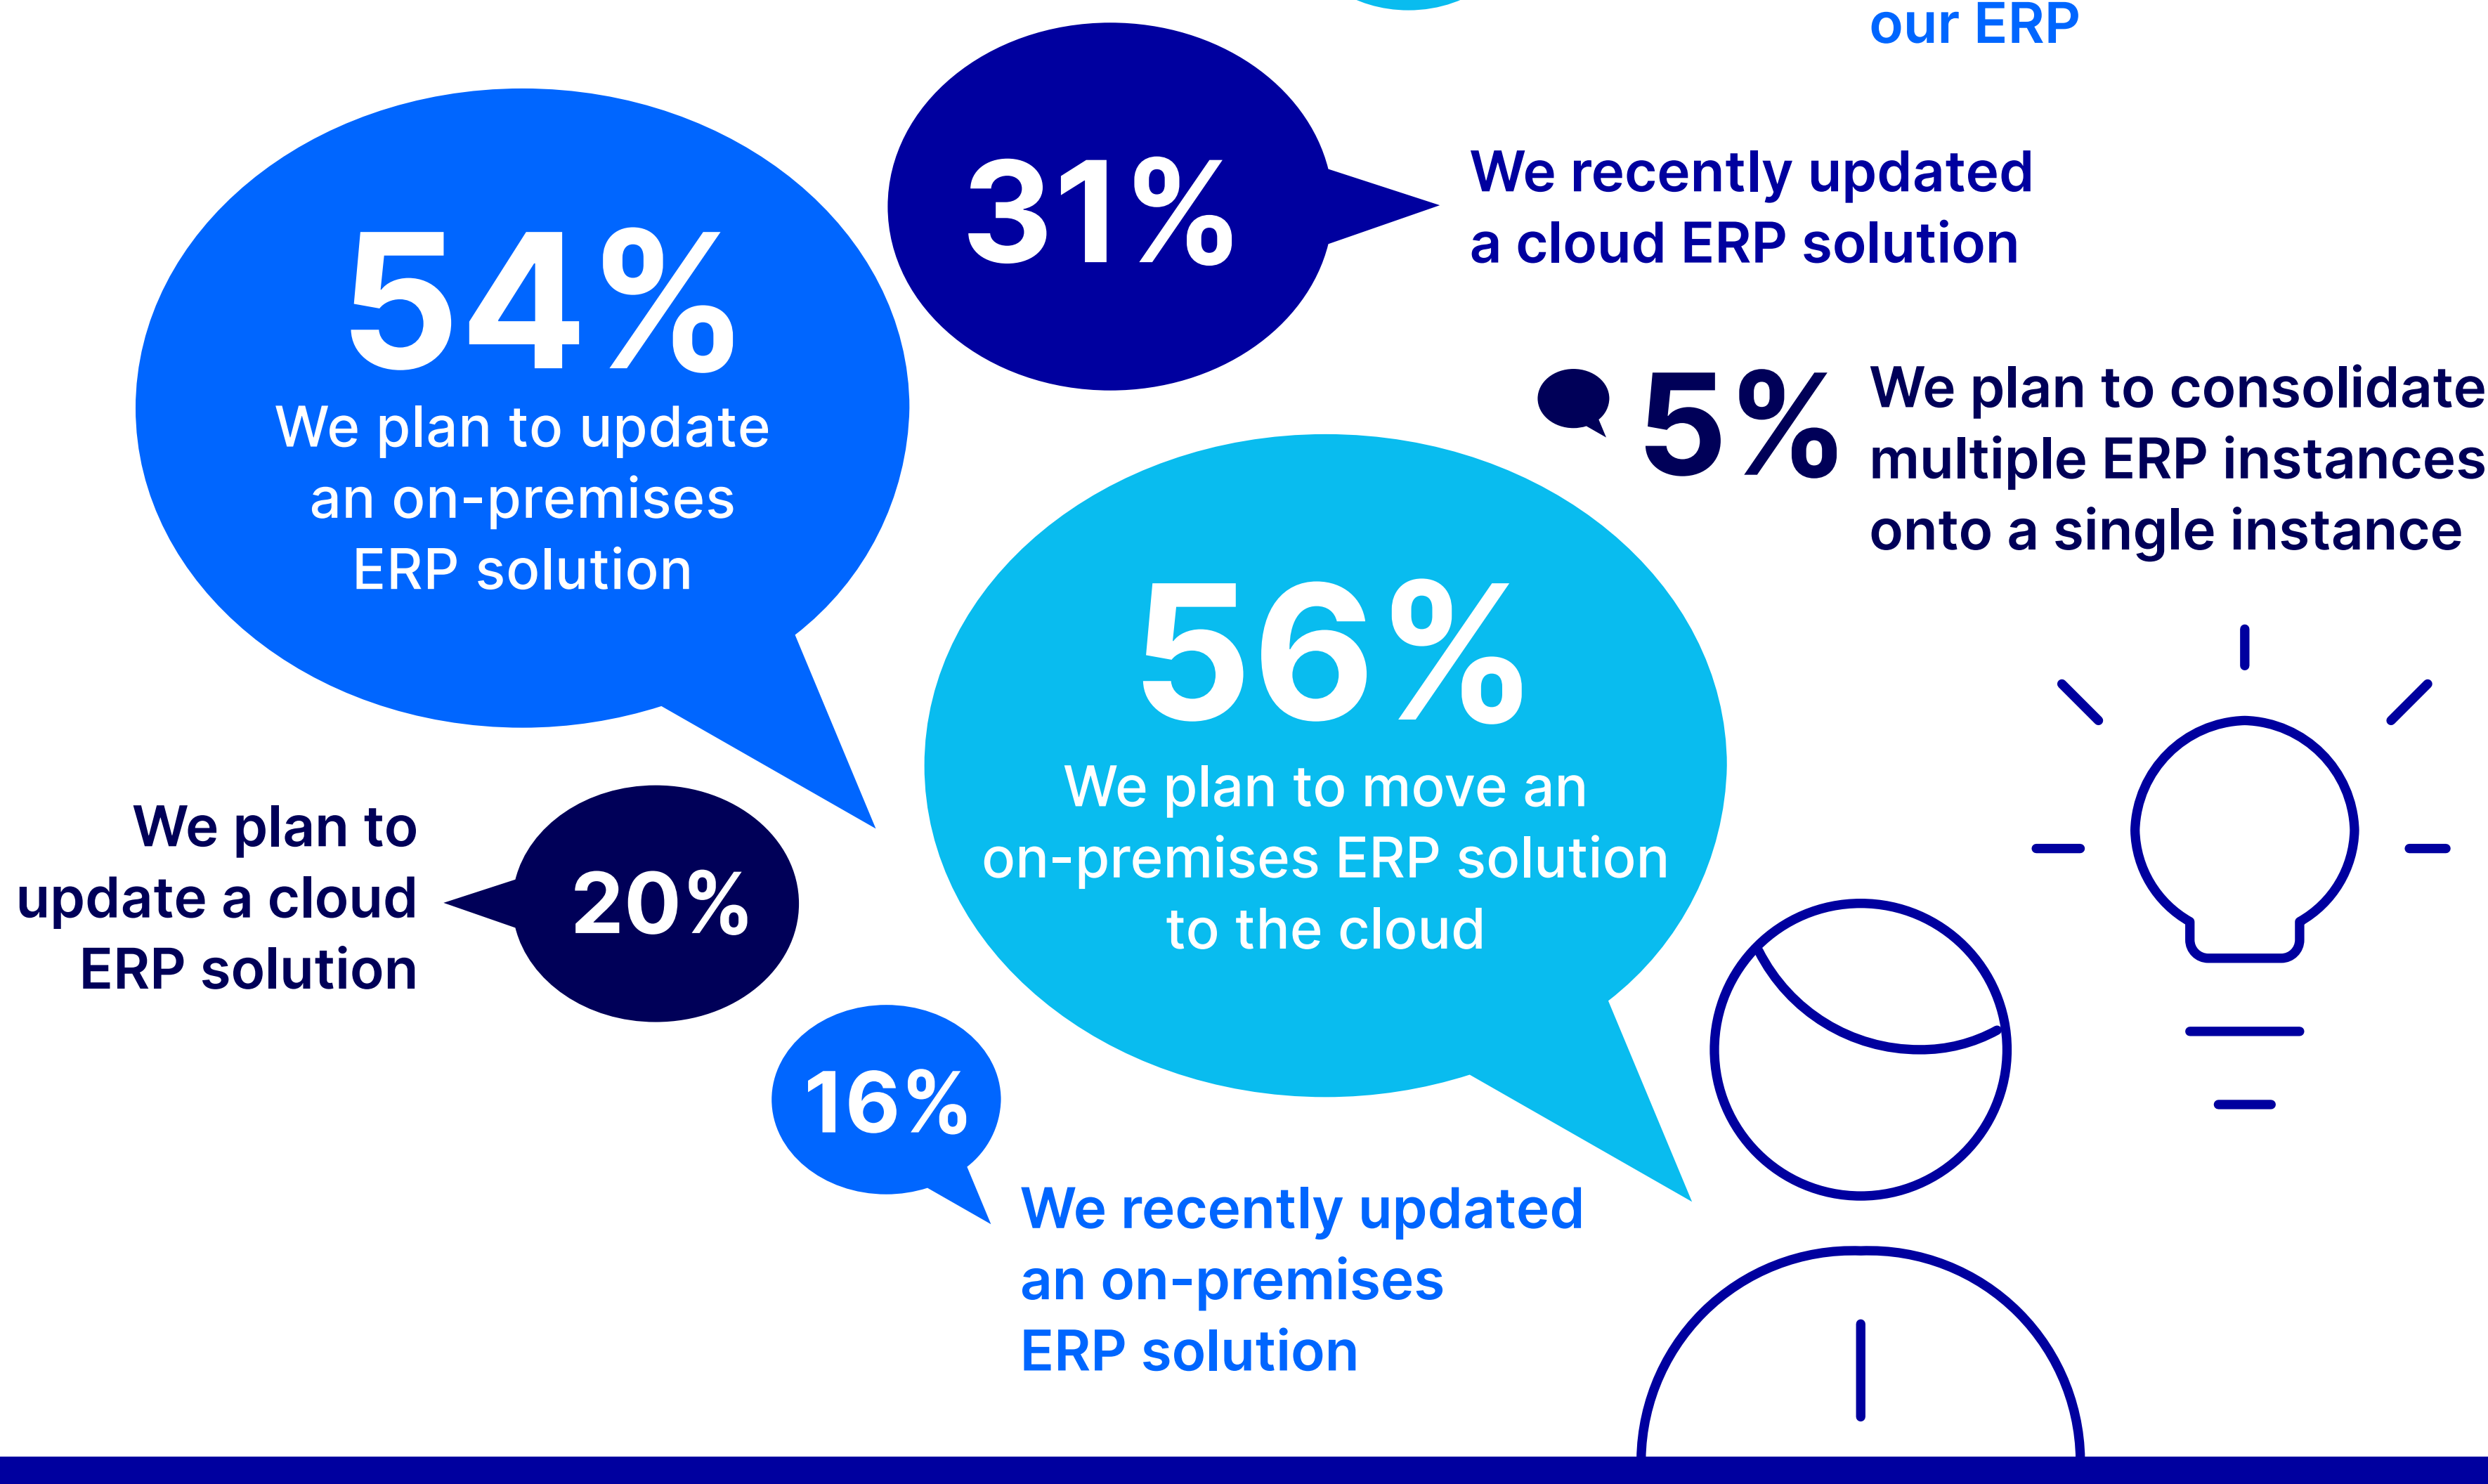 our ERP
31%
We recently updated
a cloud ERP solution
54%
We plan to update
an on-premises
ERP solution
5%
We plan to consolidate
multiple ERP instances
onto a single instance
56%
We plan to move an
on-premises ERP solution
to the cloud
We plan to
update a cloud
ERP solution
20%
16%
We recently updated
an on-premises
ERP solution